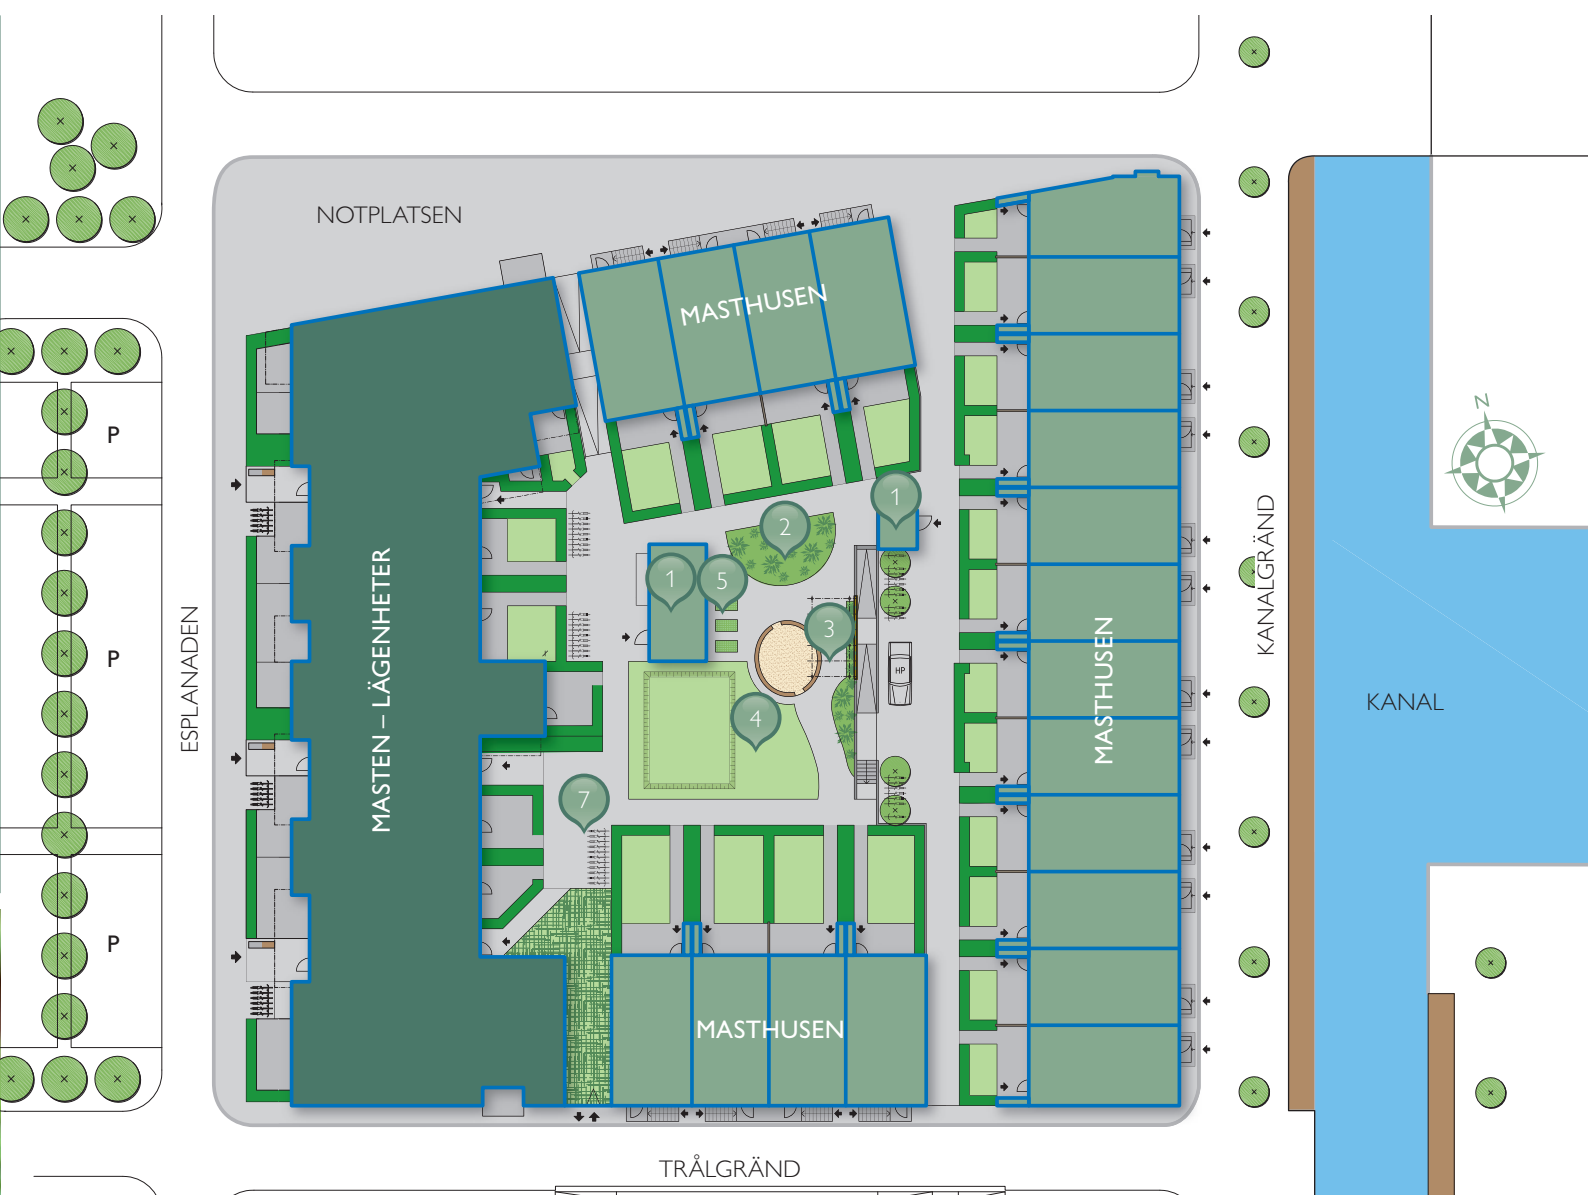 NOTPLATSEN
MASTHUSEN
N
P
1
2
KANALGRÄND
MASTEN – LÄGENHETER
1
5
ESPLANADEN
3
MASTHUSEN
P
HP
KANAL
4
7
P
MASTHUSEN
TRÅLGRÄND